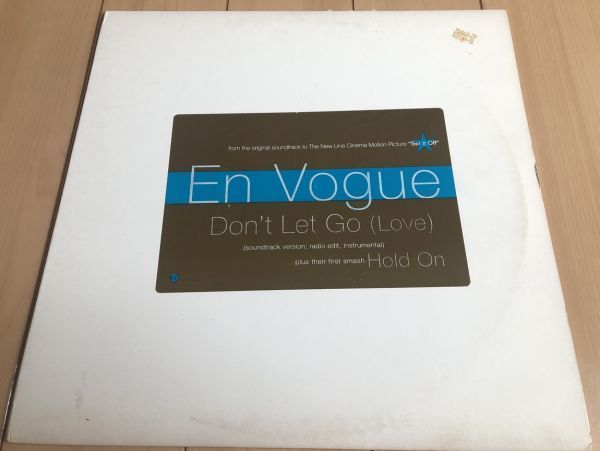 from the original soundtrack to The New Line Cinema Motion Picture "Set it Off"
En Vogue
Don't Let Go (Love)
(soundtrack version; radio edit, instrumental)
plus their first smash Hold On